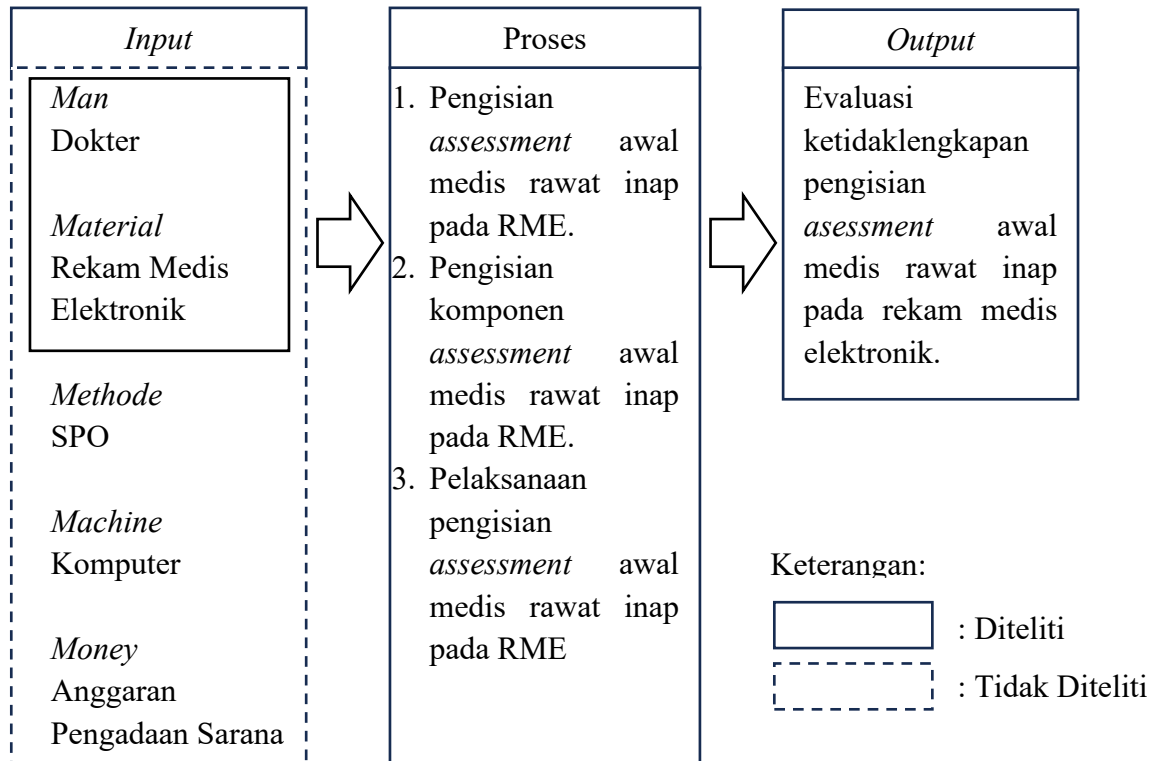 Input
Man
Dokter
Material
Rekam Medis
Elektronik
Methode
SPO
Machine
Komputer
Money
Anggaran
Pengadaan Sarana
Proses
1. Pengisian
assessment awal
medis rawat inap
pada RME.
2. Pengisian
komponen
assessment awal
medis rawat inap
pada RME.
3. Pelaksanaan
pengisian
assessment awal
medis rawat inap
pada RME
Output
Evaluasi
ketidaklengkapan
pengisian
asessment awal
medis rawat inap
pada rekam medis
elektronik.
Keterangan:
: Diteliti
: Tidak Diteliti